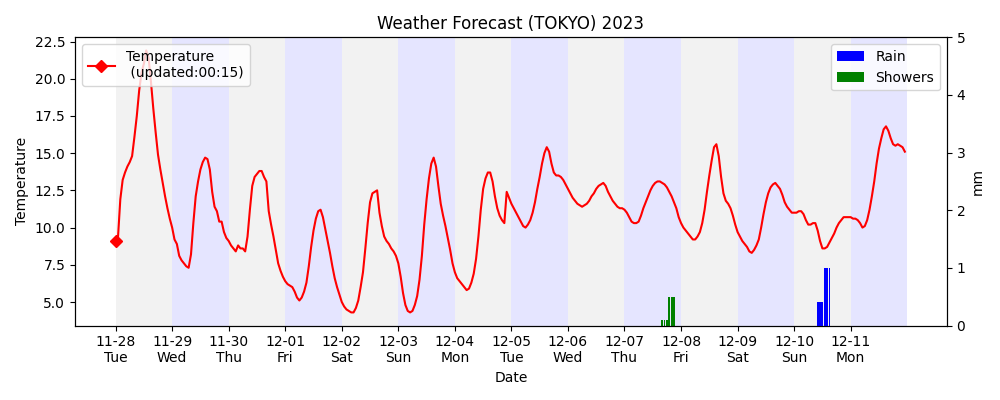 Weather Forecast (TOKYO) 2023
Temperature
(updated:00:15)
Rain
Showers
22.5
20.0
17.5
15.0
12.5
10.0
7.5
5.0
Temperature
5
4
3
2
1
0
mm
11-28 11-29 11-30 12-01 12-02 12-03 12-04 12-05 12-06 12-07 12-08 12-09 12-10 12-11
Tue Wed Thu Fri Sat Sun Mon Tue Wed Thu Fri Sat Sun Mon
Date